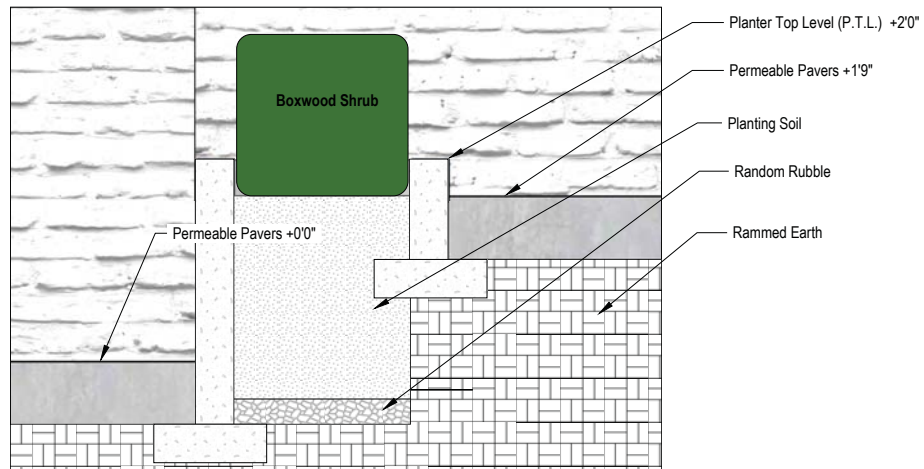 Planter Top Level (P.T.L.) +2'0"
Permeable Pavers +1'9"
Boxwood Shrub
Planting Soil
Random Rubble
Permeable Pavers +0'0"
Rammed Earth